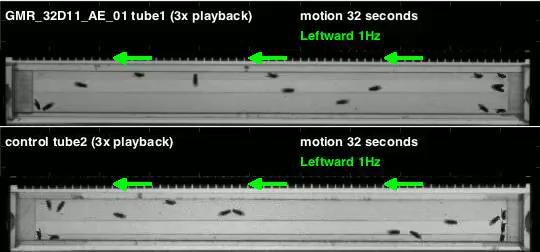 GMR_32D11_AE_01 tube1 (3x playback)
motion 32 seconds
Leftward 1Hz
control tube2 (3x playback)
motion 32 seconds
Leftward 1Hz